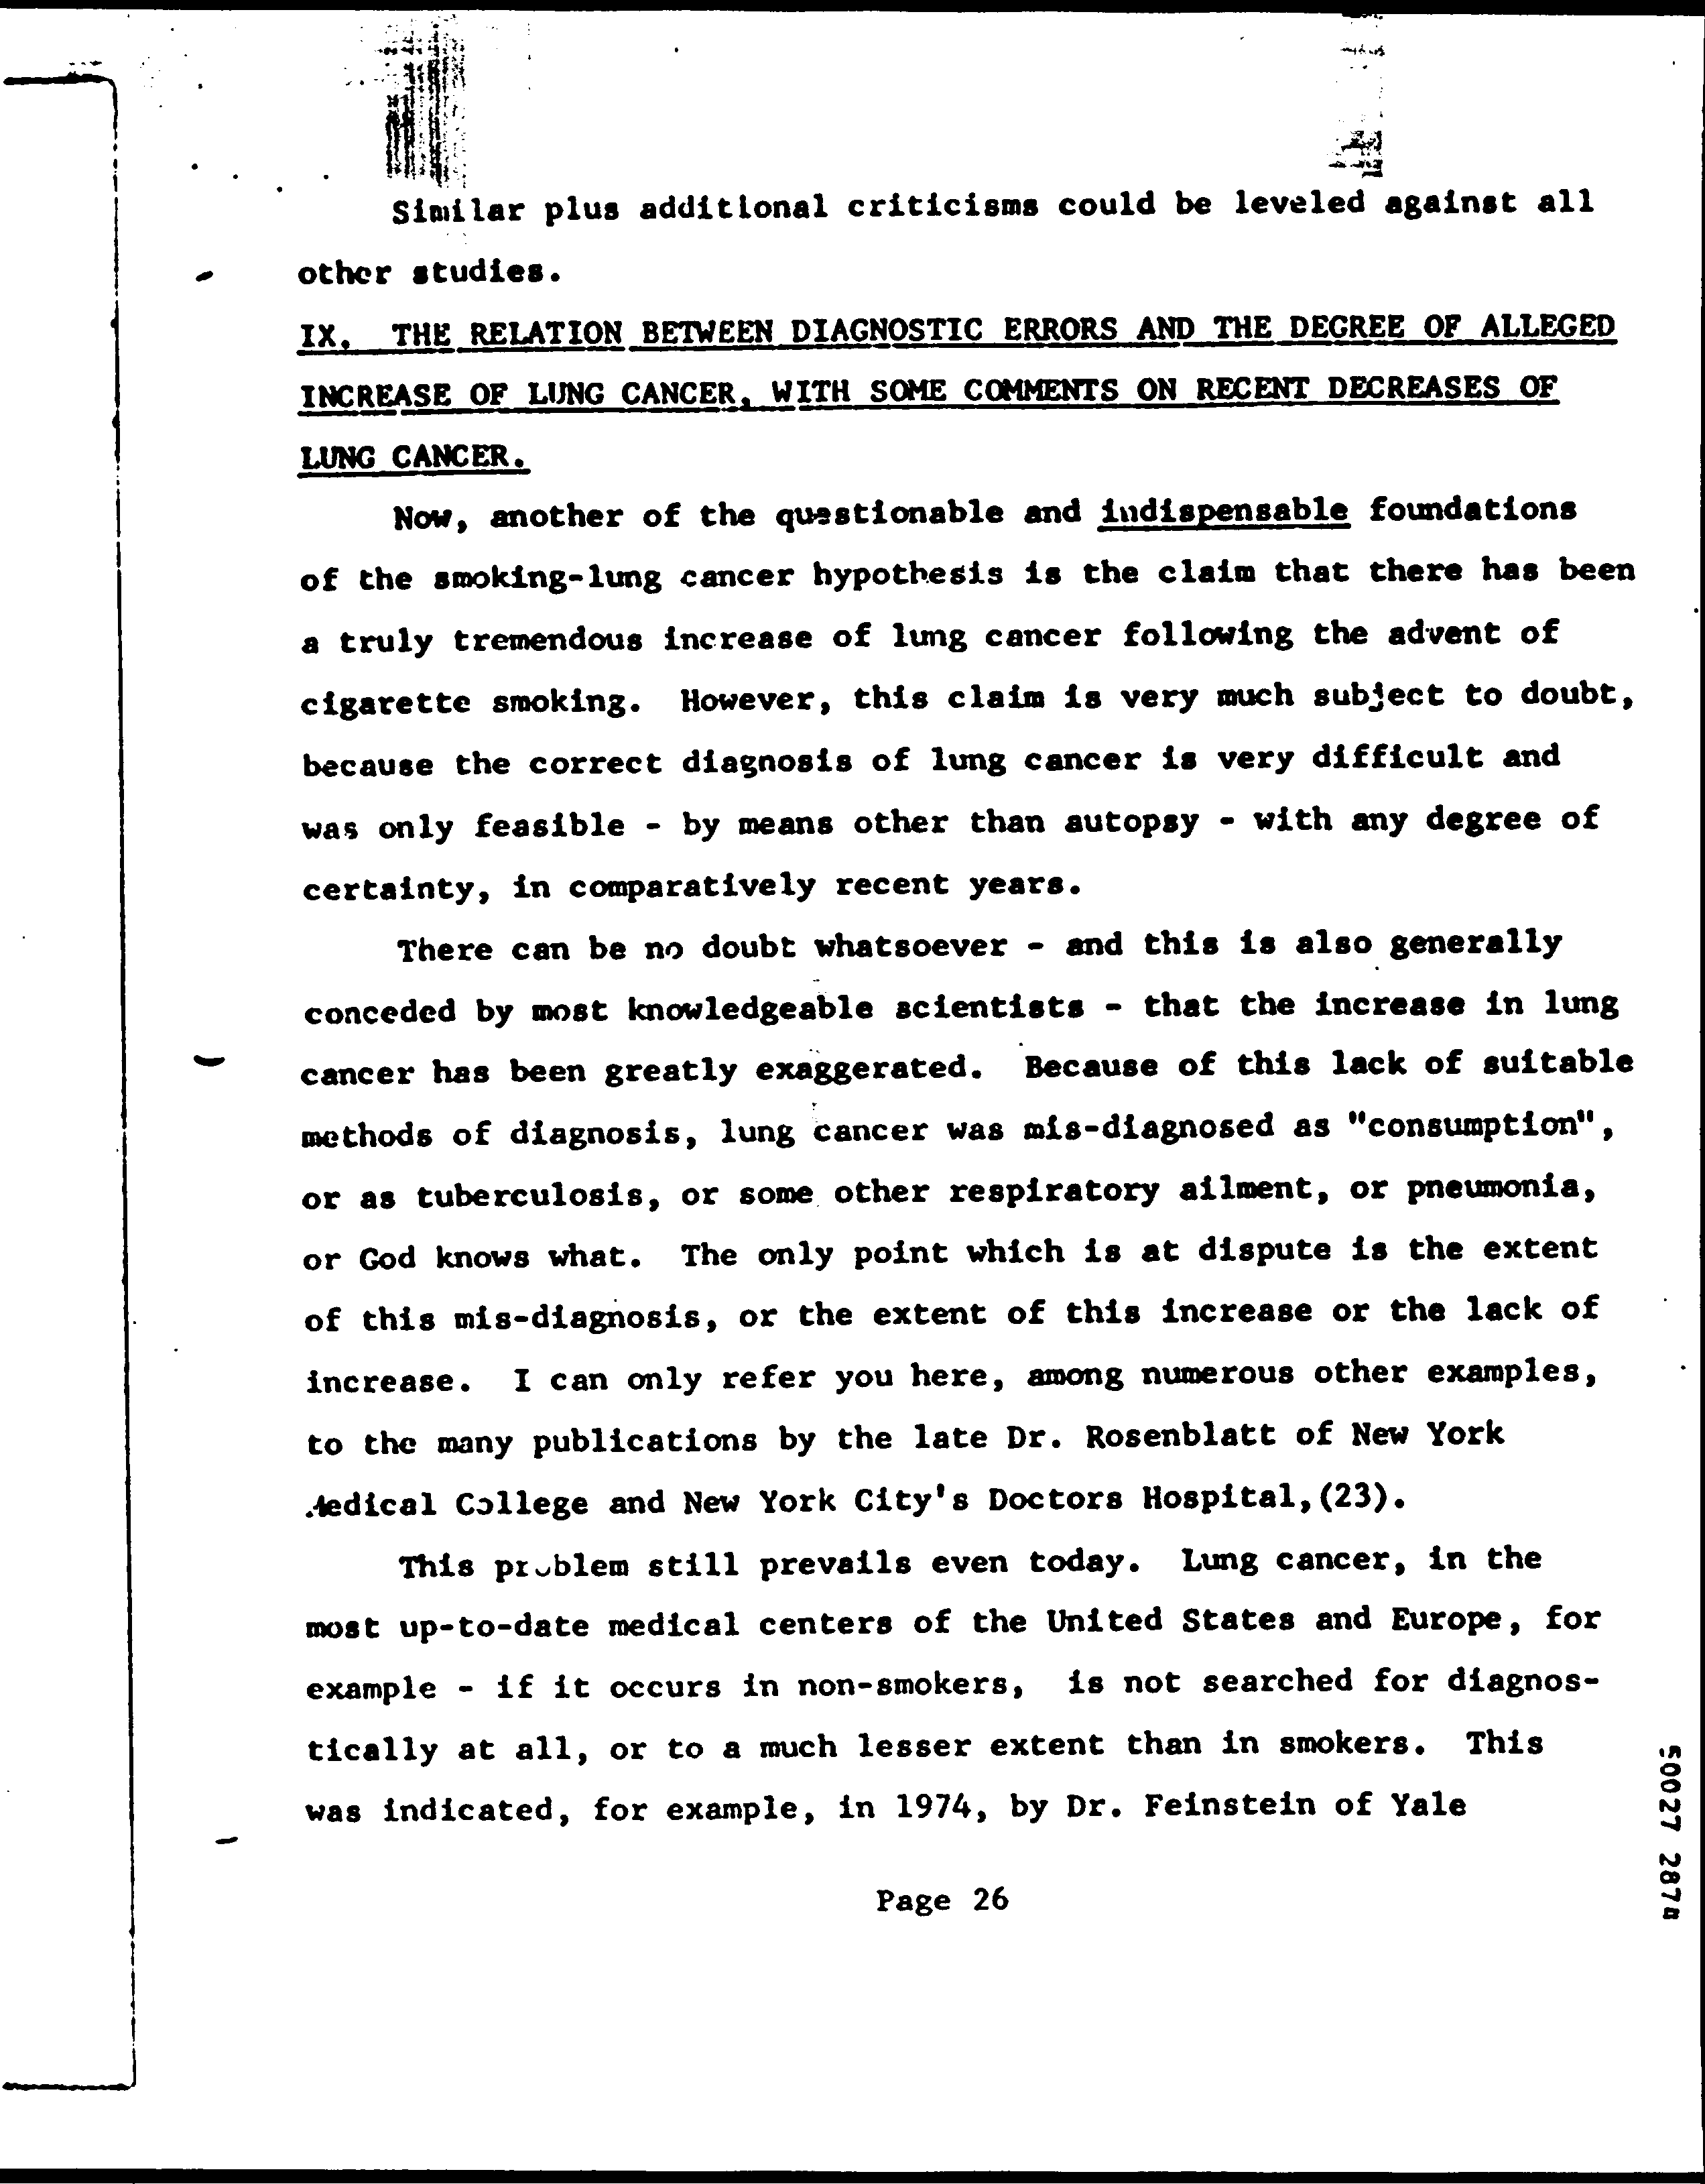 Similar plus additional criticisms could be leveled against all
other studies.
IX. THE RELATION BETWEEN DIAGNOSTIC ERRORS AND THE DEGREE OF ALLEGED
INCREASE OF LUNG CANCER, WITH SOME COMMENTS ON RECENT DECREASES OF
LUNG CANCER.
Now, another of the questionable and indispensable foundations
of the smoking-lung cancer hypothesis is the claim that there has been
a truly tremendous increase of lung cancer following the advent of
cigarette smoking. However, this claim is very much subject to doubt,
because the correct diagnosis of lung cancer is very difficult and
was only feasible - by means other than autopsy - with any degree of
certainty, in comparatively recent years.
There can be no doubt whatsoever - and this is also generally
conceded by most knowledgeable scientists - that the increase in lung
cancer has been greatly exaggerated. Because of this lack of suitable
methods of diagnosis, lung cancer was mis-diagnosed as "consumption",
or as tuberculosis, or some other respiratory ailment, or pneumonia,
or God knows what. The only point which is at dispute is the extent
of this mis-diagnosis, or the extent of this increase or the lack of
increase. I can only refer you here, among numerous other examples,
to the many publications by the late Dr. Rosenblatt of New York
Medical College and New York City's Doctors Hospital,(23).
This problem still prevails even today. Lung cancer, in the
most up-to-date medical centers of the United States and Europe, for
example - if it occurs in non-smokers, is not searched for diagnos-
tically at all, or to a much lesser extent than in smokers. This
was indicated, for example, in 1974, by Dr. Feinstein of Yale
Page 26
50027